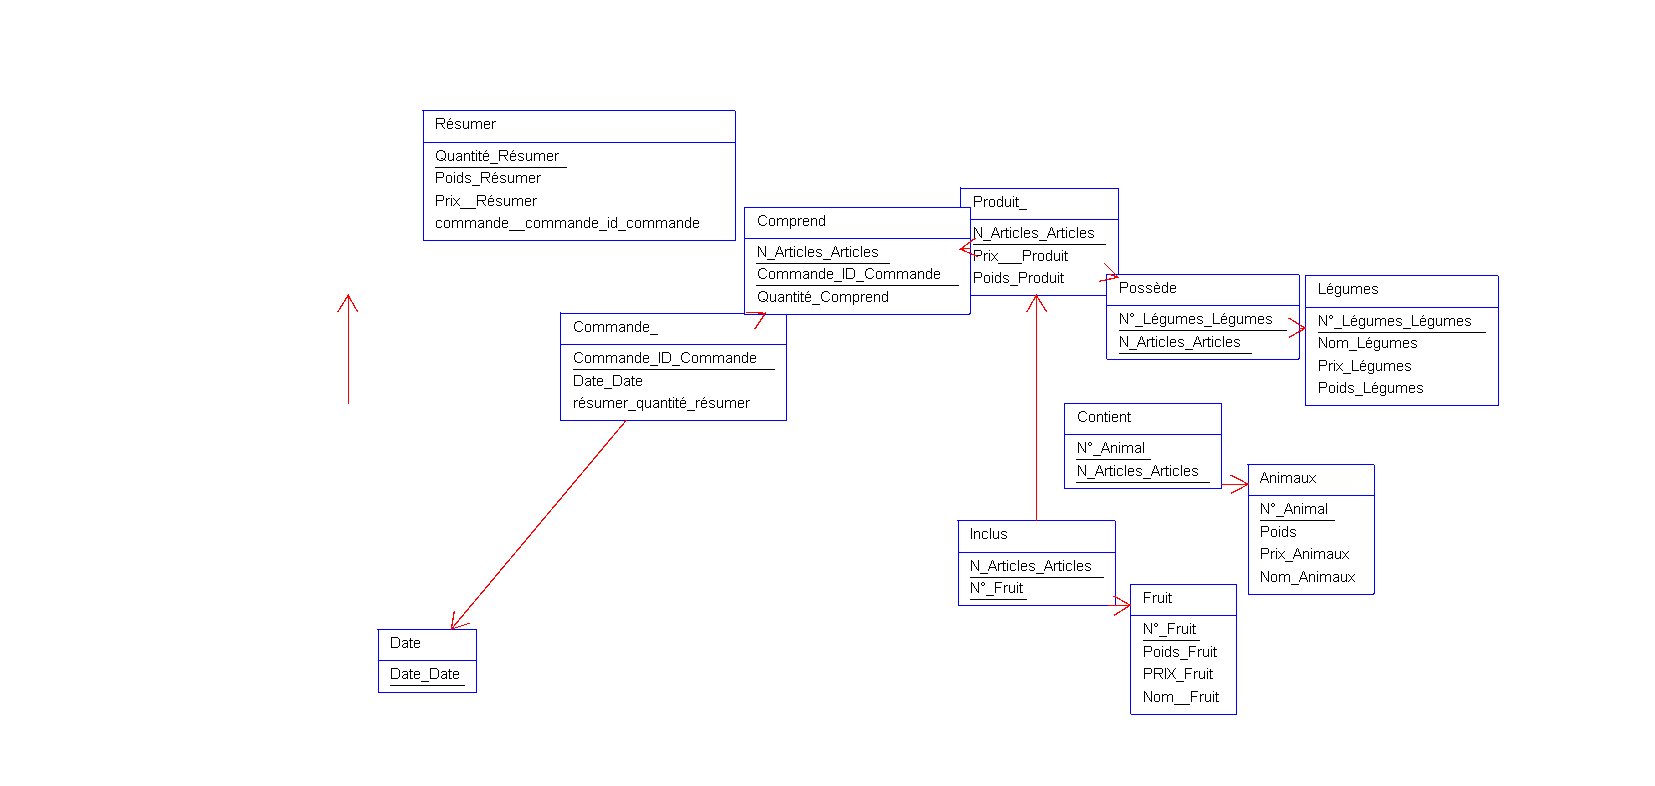 Résumer
Quantité_Résumer
Poids_Résumer
Prix__Résumer
commande__commande_id_commande
Comprend
N_Articles_Articles
Commande_ID_Commande
Quantité_Comprend
Produit_
N_Articles_Articles
Prix___Produit
Poids_Produit
Possède
N°_Légumes_Légumes
N_Articles_Articles
Légumes
N°_Légumes_Légumes
Nom_Légumes
Prix_Légumes
Poids_Légumes
Commande_
Commande_ID_Commande
Date_Date
résumer_quantité_résumer
Contient
N°_Animal
N_Articles_Articles
Animaux
N°_Animal
Poids
Prix_Animaux
Nom_Animaux
Inclus
N_Articles_Articles
N°_Fruit
Fruit
N°_Fruit
Poids_Fruit
PRIX_Fruit
Nom__Fruit
Date
Date_Date